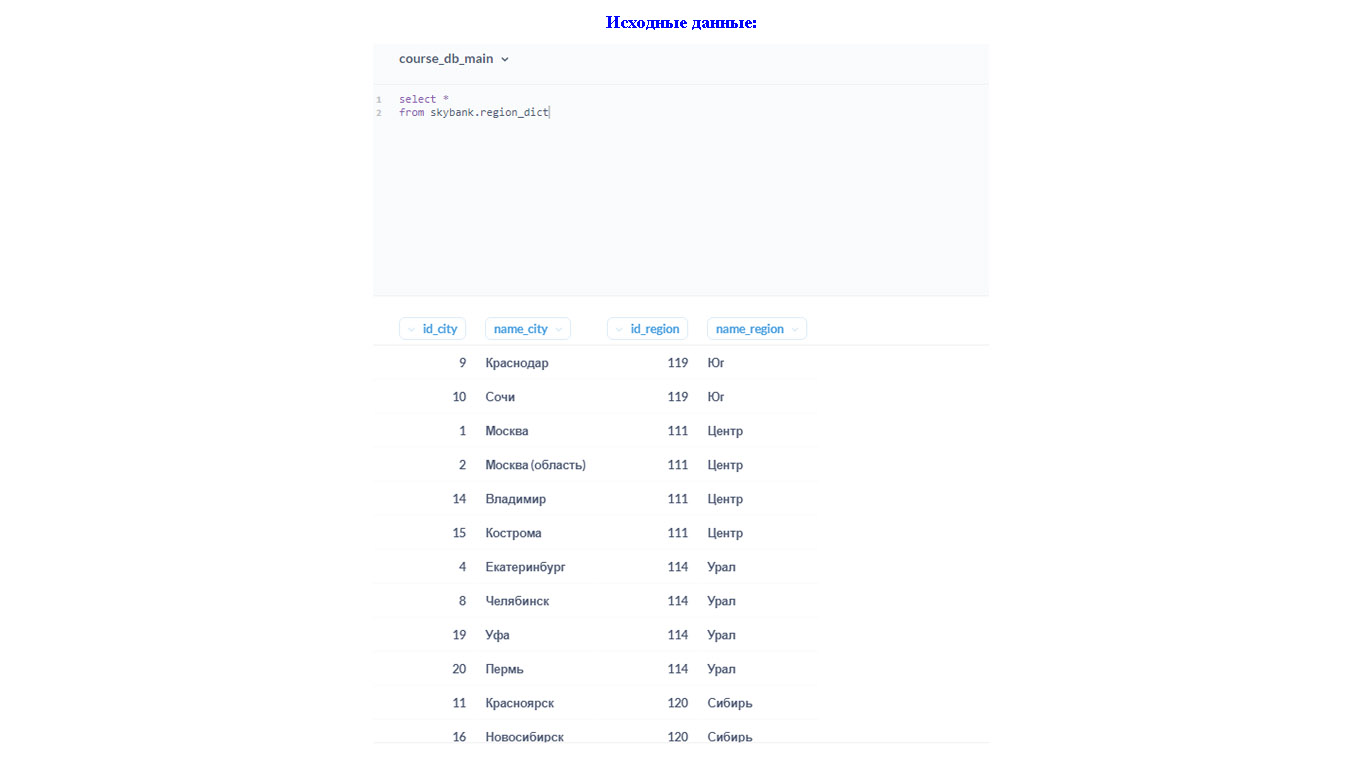 Исходные данные:
course_db_main
1 select *
2 from skybank.region_dict
id_city name_city id_region name_region
9 Краснодар 119 Юг
10 Сочи 119 Юг
1 Москва 111 Центр
2 Москва (область) 111 Центр
14 Владимир 111 Центр
15 Кострома 111 Центр
4 Екатеринбург 114 Урал
8 Челябинск 114 Урал
19 Уфа 114 Урал
20 Пермь 114 Урал
11 Красноярск 120 Сибирь
16 Новосибирск 120 Сибирь